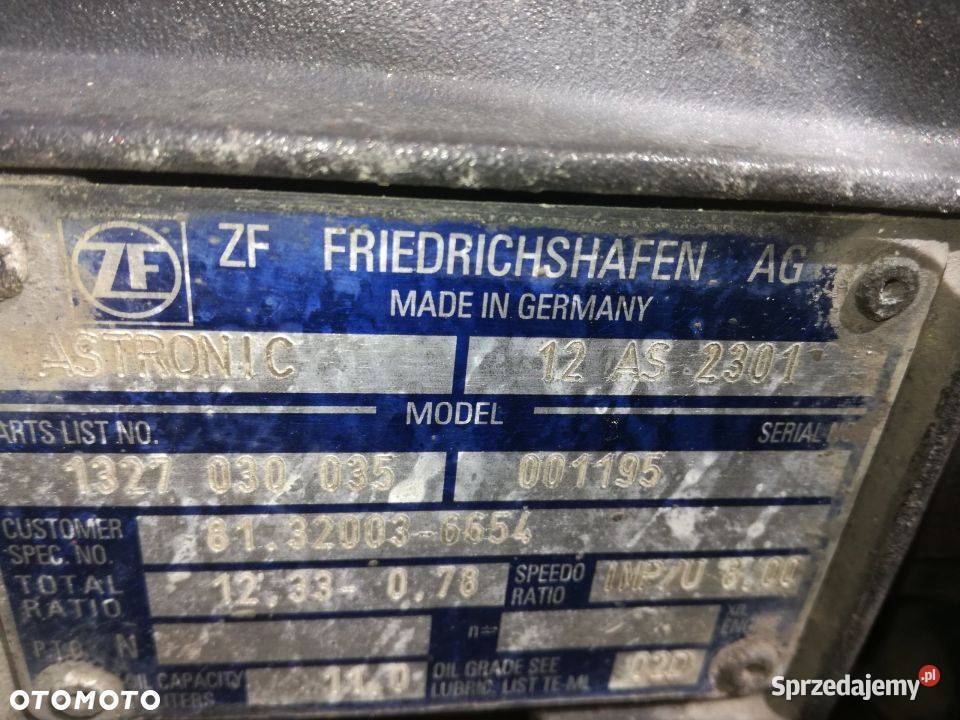 ZF
ZF FRIEDRICHSHAFEN AG
MADE IN GERMANY
ASTRONIC 12 AS 2301
MODEL
PARTS LIST NO. SERIAL
1327 030 035 001195
CUSTOMER SPEC. NO. 81.32003-6654
TOTAL RATIO 12.33- 0.78 SPEEDO RATIO IMP/U 8.00
P.T.O. N n=
OIL CAPACITY 11.0 OIL GRADE SEE LUBRIC. LIST TE-ML 02D
OTOMOTO
Sprzedajemy.pl